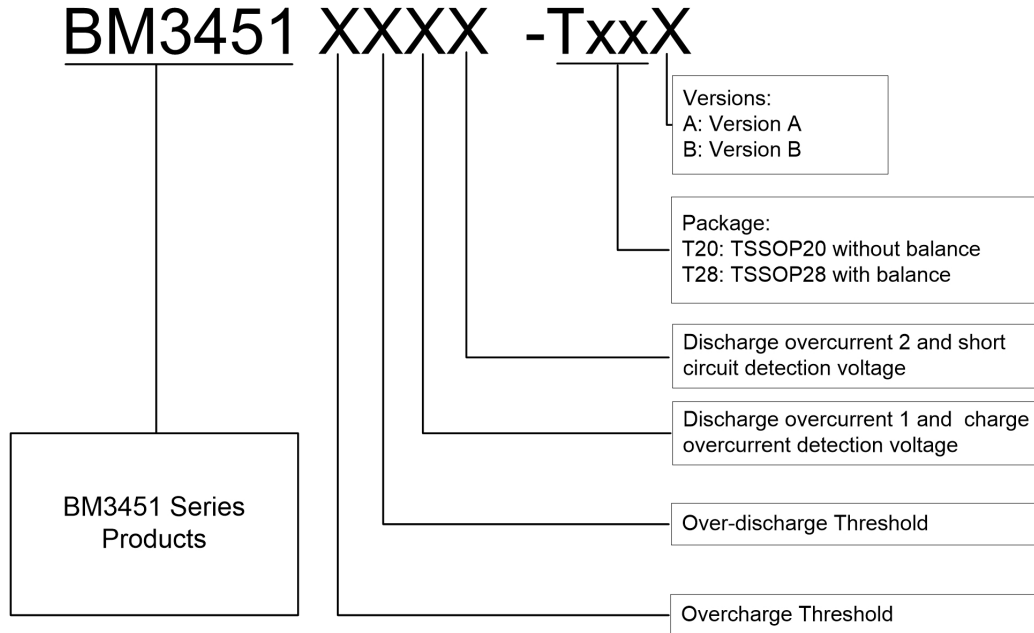 BM3451 XXXX -TxxX
Versions:
A: Version A
B: Version B
Package:
T20: TSSOP20 without balance
T28: TSSOP28 with balance
Discharge overcurrent 2 and short
circuit detection voltage
Discharge overcurrent 1 and charge
overcurrent detection voltage
BM3451 Series
Products
Over-discharge Threshold
Overcharge Threshold